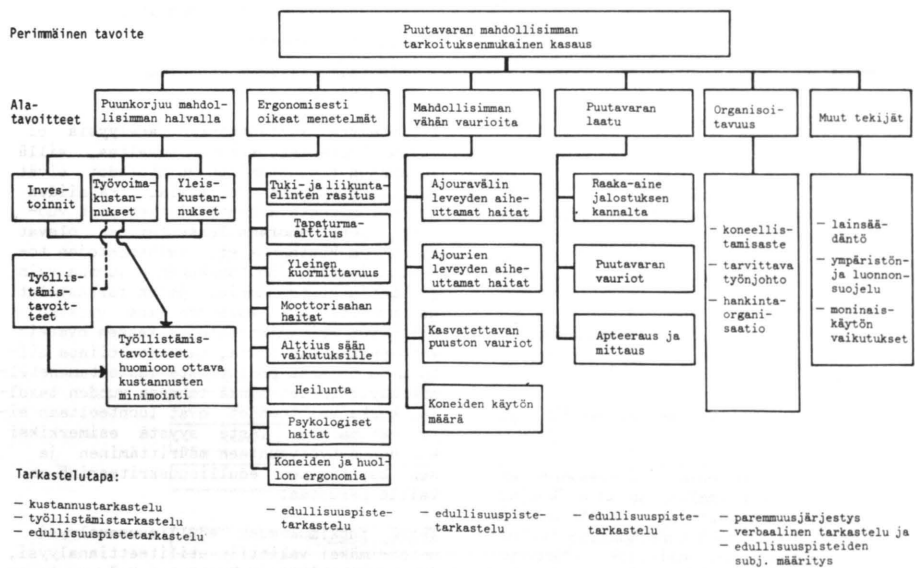 Perimmäinen tavoite
Puutavaran mahdollisimman
tarkoituksenmukainen kasaus
Ala-
tavoitteet
Puunkorjuu mahdol-
lisimman halvalla
Ergonomisesti
oikeat menetelmät
Mahdollisimman
vähän vaurioita
Puutavaran
laatu
Organisoi-
tavuus
Muut tekijät
Inves-
toinnit
Työvoima-
kustan-
nukset
Yleis-
kustan-
nukset
Työllis-
tämis-
tavoit-
teet
Työllistämis-
tavoitteet
huomioon ottava
kustannusten
minimointi
Tuki- ja liikunta-
elinten rasitus
Tapaturma-
alttius
Yleinen
kuormittavuus
Moottorisahan
haitat
Alttius sään
vaikutuksille
Heilunta
Psykologiset
haitat
Koneiden ja huol-
lon ergonomia
Ajouravälin
leveyden aihe-
uttamat haitat
Ajourien
leveyden aihe-
uttamat haitat
Kasvatettavan
puuston vauriot
Koneiden käytön
määrä
Raaka-aine
jalostuksen
kannalta
Puutavaran
vauriot
Apteeraus ja
mittaus
— koneellis-
tamisaste
— tarvittava
työnjohto
— hankinta-
organi-
saatio
— lainsää-
däntö
— ympäristön-
ja luonnon-
suojelu
— moninais-
käytön
vaikutukset
Tarkastelutapa:
— kustannustarkastelu
— työllistämistarkastelu
— edullisuuspistetarkastelu
— edullisuuspiste-
tarkastelu
— edullisuuspiste-
tarkastelu
— edullisuuspiste-
tarkastelu
— paremmuusjärjestys
— verbaalinen tarkastelu ja
— edullisuuspisteiden
subj. määritys